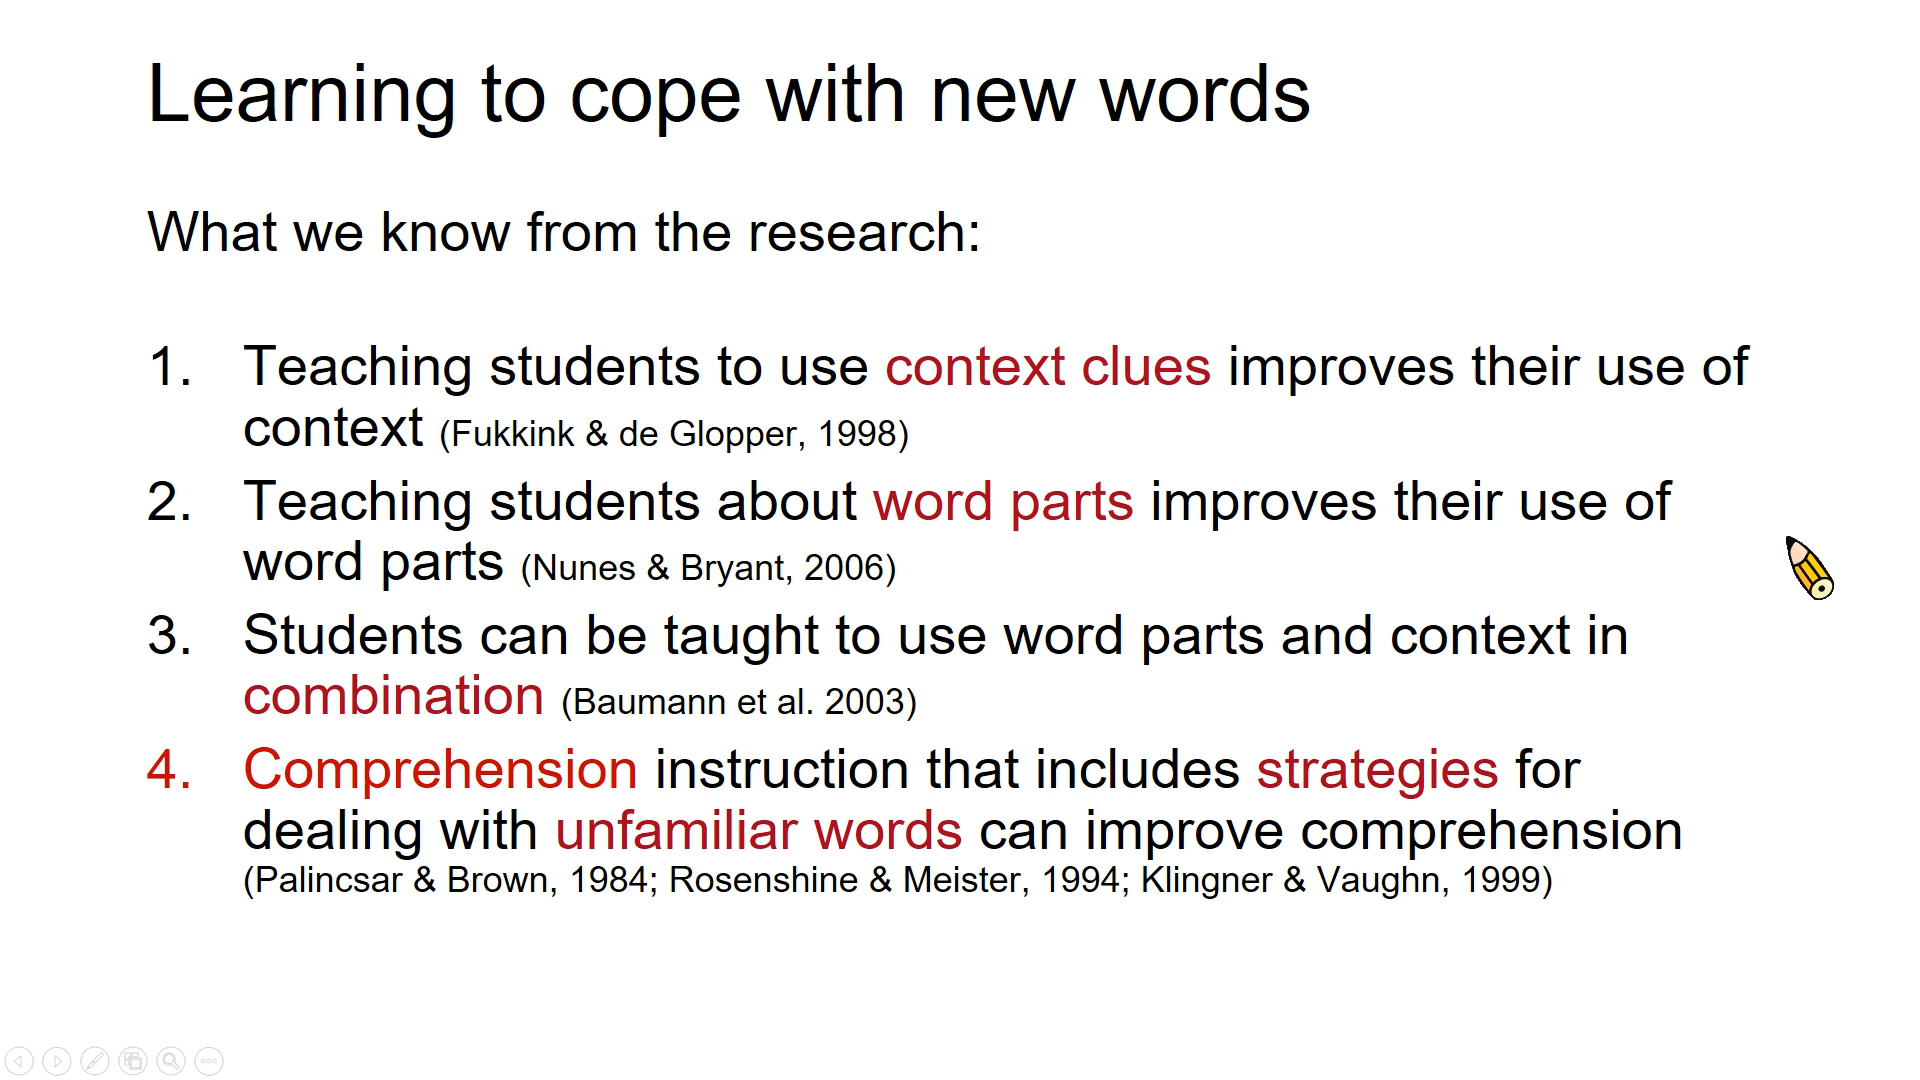 Learning to cope with new words
What we know from the research:
1. Teaching students to use context clues improves their use of
context (Fukkink & de Glopper, 1998)
2. Teaching students about word parts improves their use of
word parts (Nunes & Bryant, 2006)
3. Students can be taught to use word parts and context in
combination (Baumann et al. 2003)
4. Comprehension instruction that includes strategies for
dealing with unfamiliar words can improve comprehension
(Palincsar & Brown, 1984; Rosenshine & Meister, 1994; Klingner & Vaughn, 1999)